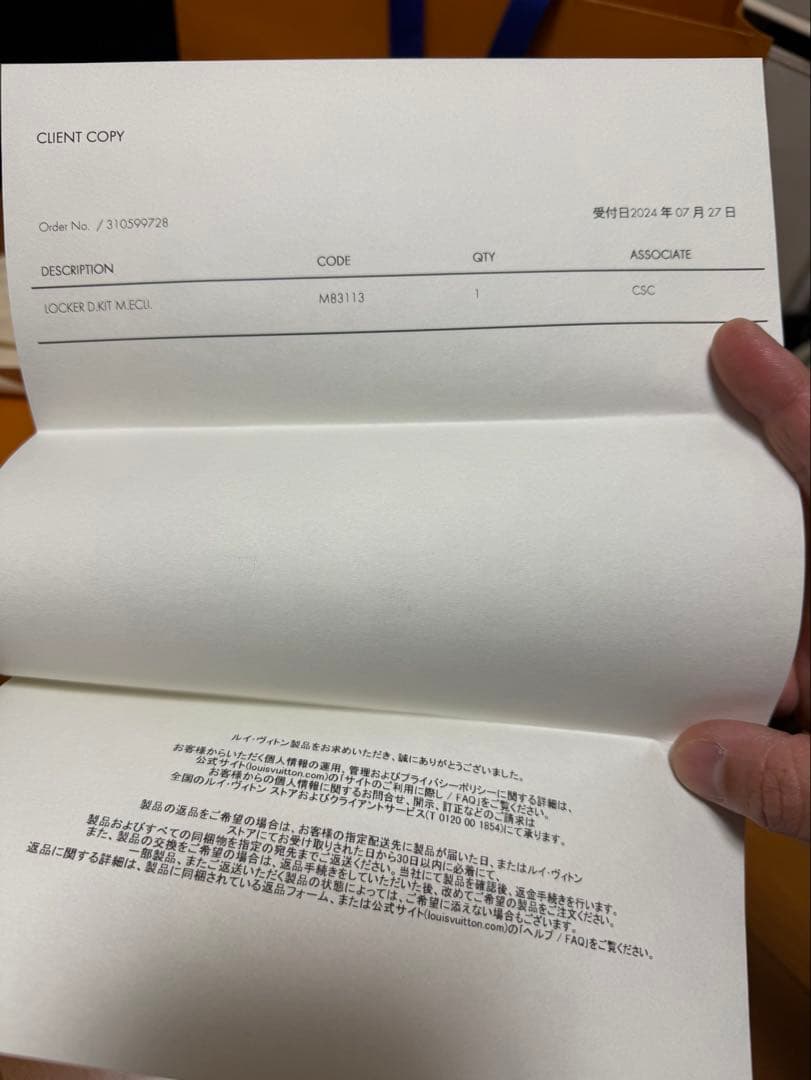 CLIENT COPY
Order No. / 310599728
受付日2024 年 07 月 27 日
DESCRIPTION CODE QTY ASSOCIATE
LOCKER D.KIT M.ECLI. M83113 1 CSC
ルイ・ヴィトン製品をお求めいただき、誠にありがとうございました。
お客様からいただく個人情報の運用、管理およびプライバシーポリシーに関する詳細は、
公式サイト(louisvuitton.com)の「サイトのご利用に際し / FAQ」をご覧ください。
お客様からの個人情報に関するお問合せ、開示、訂正などのご請求は
全国のルイ・ヴィトン ストアおよびクライアントサービス(T 0120 00 1854)にて承ります。
製品の返品をご希望の場合は、お客様の指定配送先に製品が届いた日、またはルイ・ヴィトン
ストアにてお受け取りされた日から30日以内に必着にて、
製品およびすべての同梱物を指定の宛先までご返送ください。当社にて製品を確認後、返金手続きを行います。
また、製品の交換をご希望の場合は、返品手続きをしていただいた後、改めてご希望の製品をご注文ください。
一部製品、またご返送いただく製品の状態によっては、ご希望に添えない場合もございます。
返品に関する詳細は、製品に同梱されている返品フォーム、または公式サイト(louisvuitton.com)の「ヘルプ / FAQ」をご覧ください。